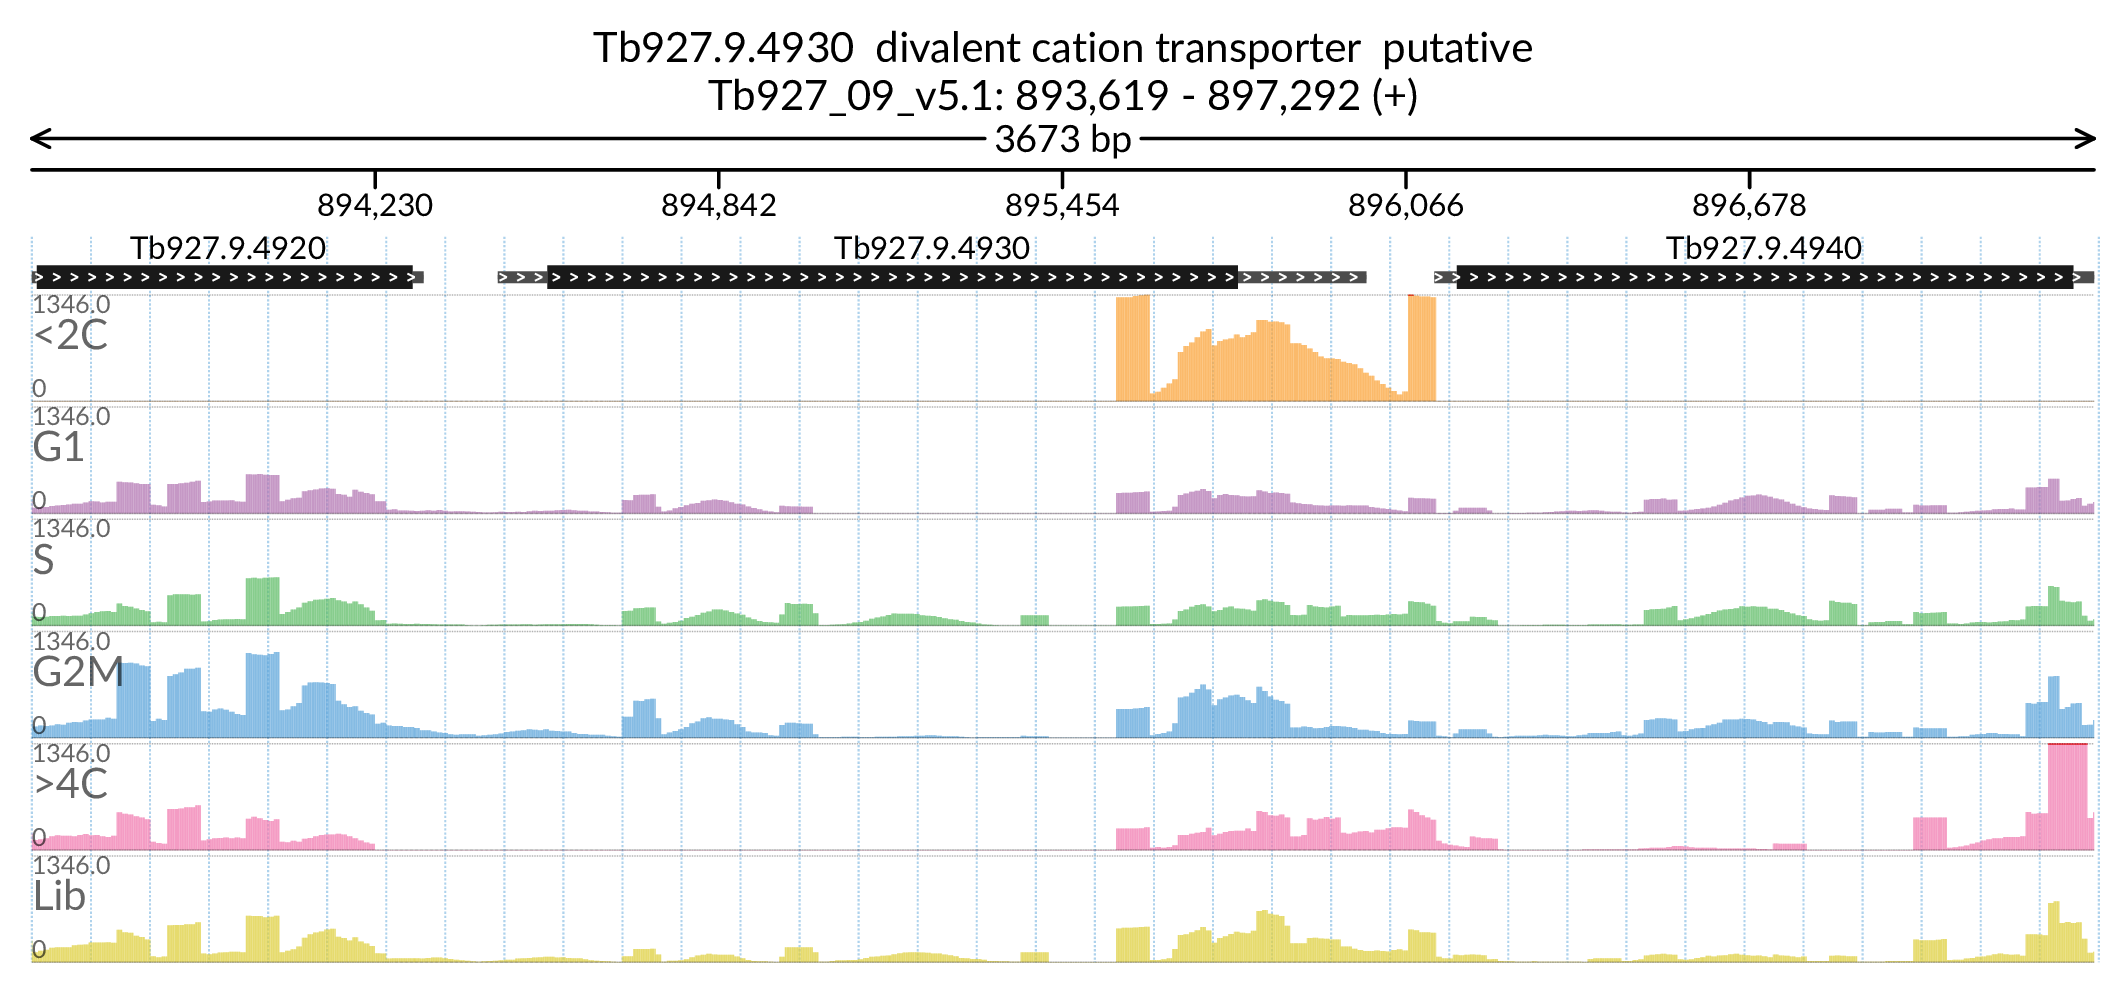 Tb927.9.4930  divalent cation transporter  putative
Tb927_09_v5.1: 893,619 - 897,292 (+)
3673 bp
894,230 894,842 895,454 896,066 896,678
Tb927.9.4920 Tb927.9.4930 Tb927.9.4940
1346.0
<2C
0
1346.0
G1
0
1346.0
S
0
1346.0
G2M
0
1346.0
>4C
0
1346.0
Lib
0